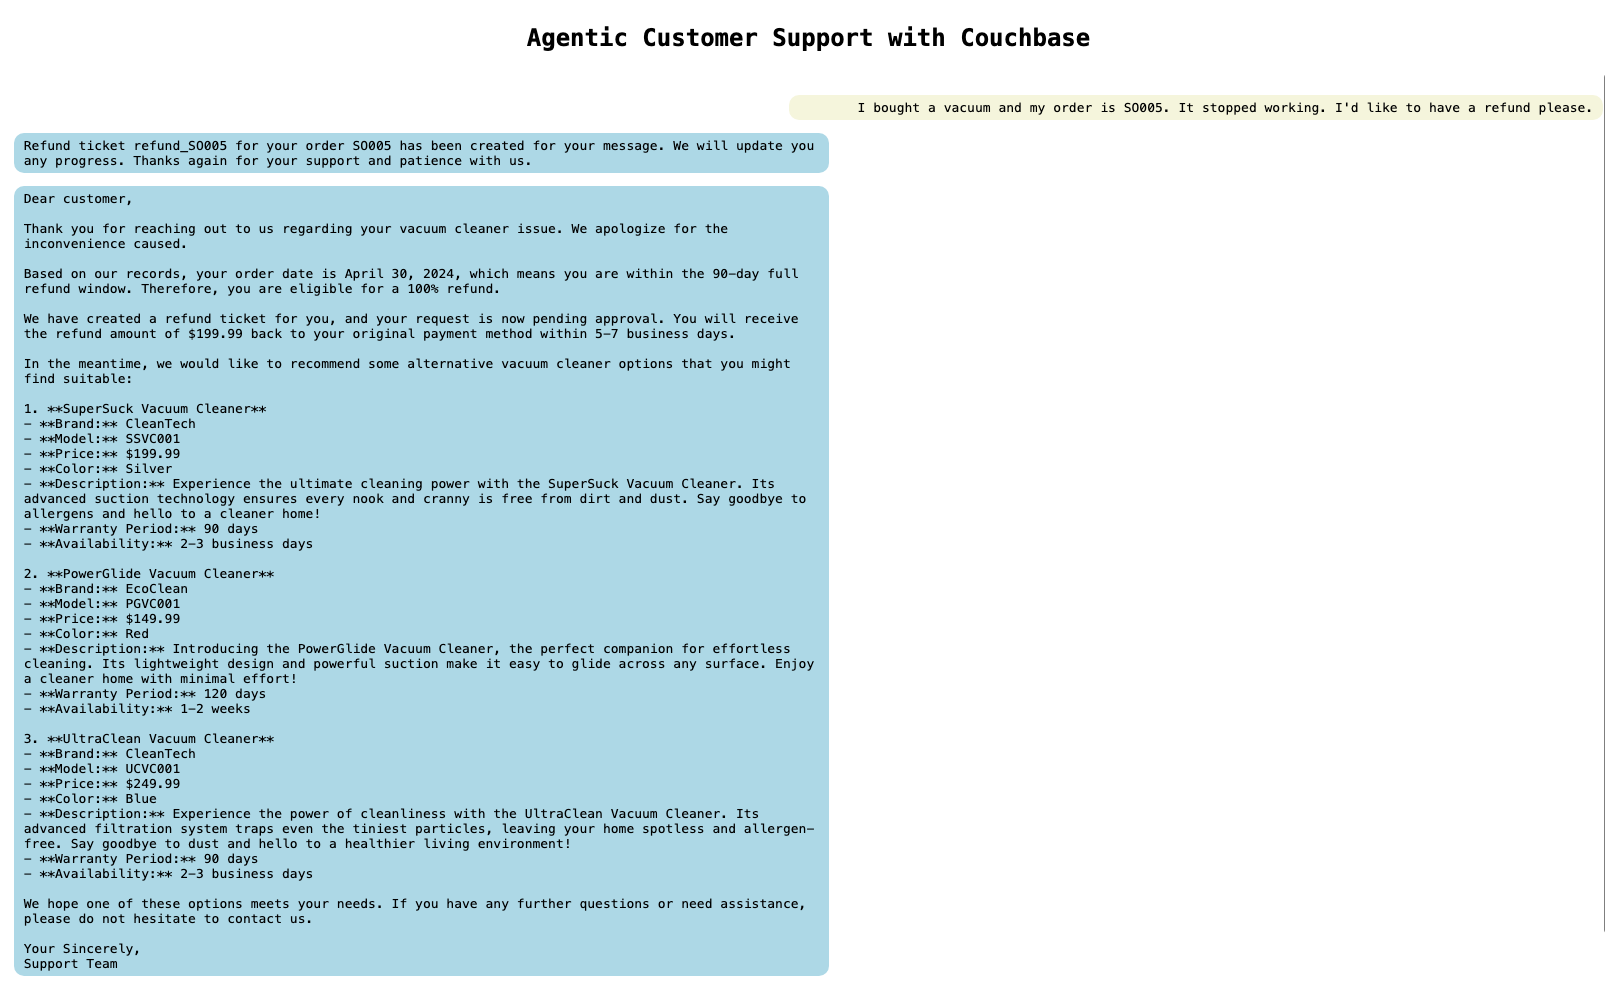 Agentic Customer Support with Couchbase
I bought a vacuum and my order is SO005. It stopped working. I'd like to have a refund please.
Refund ticket refund_SO005 for your order SO005 has been created for your message. We will update you
any progress. Thanks again for your support and patience with us.
Dear customer,
Thank you for reaching out to us regarding your vacuum cleaner issue. We apologize for the
inconvenience caused.
Based on our records, your order date is April 30, 2024, which means you are within the 90-day full
refund window. Therefore, you are eligible for a 100% refund.
We have created a refund ticket for you, and your request is now pending approval. You will receive
the refund amount of $199.99 back to your original payment method within 5-7 business days.
In the meantime, we would like to recommend some alternative vacuum cleaner options that you might
find suitable:
1. **SuperSuck Vacuum Cleaner**
- **Brand:** CleanTech
- **Model:** SSVC001
- **Price:** $199.99
- **Color:** Silver
- **Description:** Experience the ultimate cleaning power with the SuperSuck Vacuum Cleaner. Its
advanced suction technology ensures every nook and cranny is free from dirt and dust. Say goodbye to
allergens and hello to a cleaner home!
- **Warranty Period:** 90 days
- **Availability:** 2-3 business days
2. **PowerGlide Vacuum Cleaner**
- **Brand:** EcoClean
- **Model:** PGVC001
- **Price:** $149.99
- **Color:** Red
- **Description:** Introducing the PowerGlide Vacuum Cleaner, the perfect companion for effortless
cleaning. Its lightweight design and powerful suction make it easy to glide across any surface. Enjoy
a cleaner home with minimal effort!
- **Warranty Period:** 120 days
- **Availability:** 1-2 weeks
3. **UltraClean Vacuum Cleaner**
- **Brand:** CleanTech
- **Model:** UCVC001
- **Price:** $249.99
- **Color:** Blue
- **Description:** Experience the power of cleanliness with the UltraClean Vacuum Cleaner. Its
advanced filtration system traps even the tiniest particles, leaving your home spotless and allergen-
free. Say goodbye to dust and hello to a healthier living environment!
- **Warranty Period:** 90 days
- **Availability:** 2-3 business days
We hope one of these options meets your needs. If you have any further questions or need assistance,
please do not hesitate to contact us.
Your Sincerely,
Support Team